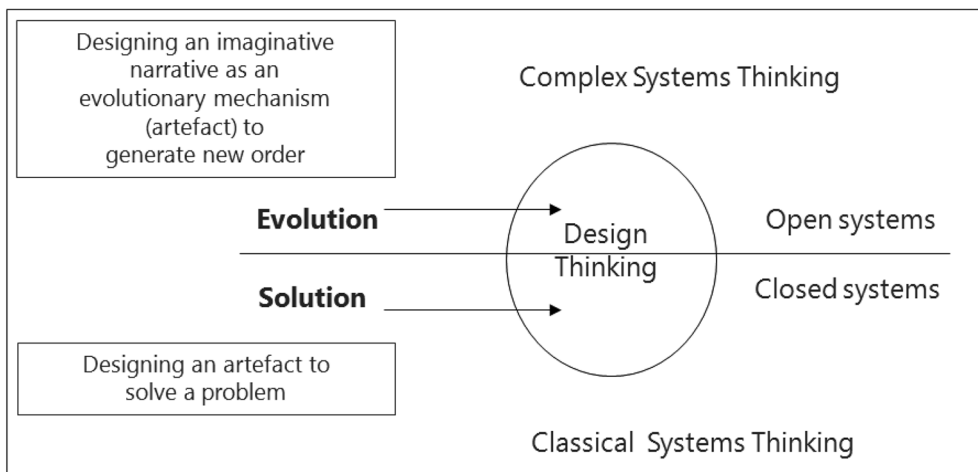 Designing an imaginative
narrative as an
evolutionary mechanism
(artefact) to
generate new order
Complex Systems Thinking
Evolution
Design
Thinking
Open systems
Solution
Closed systems
Designing an artefact to
solve a problem
Classical Systems Thinking